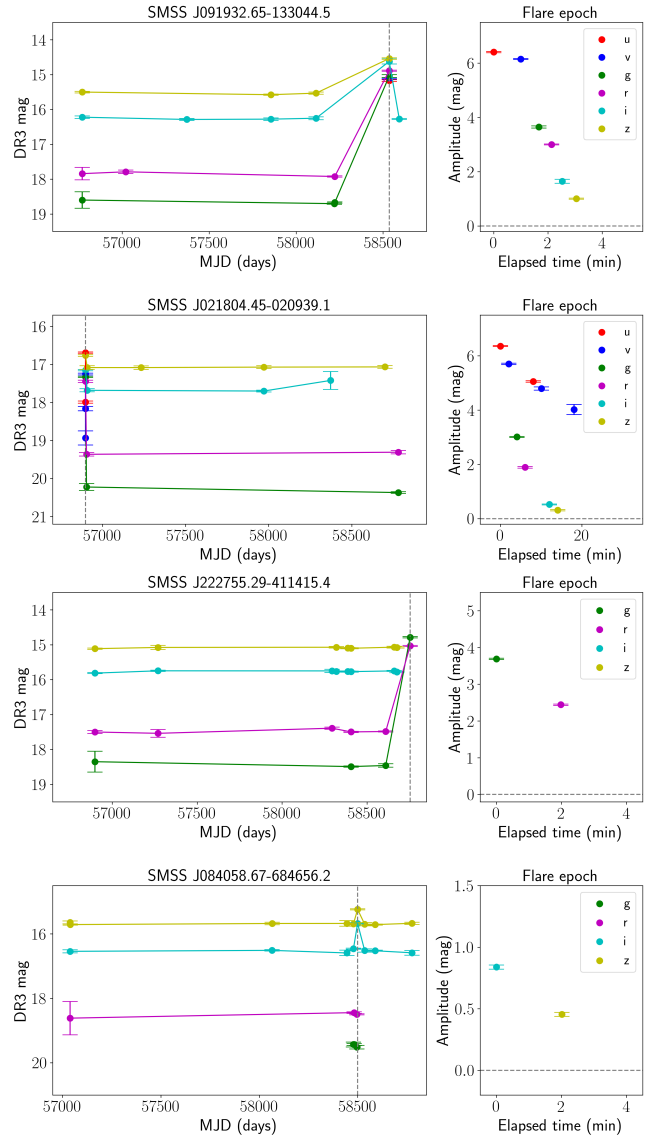 SMSS J091932.65-133044.5
14
15
16
17
18
19
DR3 mag
57000
57500
58000
58500
MJD (days)
Flare epoch
6
4
2
0
Amplitude (mag)
u
v
g
r
i
z
0
2
4
Elapsed time (min)
SMSS J021804.45-020939.1
16
17
18
19
20
21
DR3 mag
57000
57500
58000
58500
MJD (days)
Flare epoch
6
4
2
0
Amplitude (mag)
u
v
g
r
i
z
0
20
Elapsed time (min)
SMSS J222755.29-411415.4
14
15
16
17
18
19
DR3 mag
57000
57500
58000
58500
MJD (days)
Flare epoch
5
4
3
2
1
0
Amplitude (mag)
g
r
i
z
0
2
4
Elapsed time (min)
SMSS J084058.67-684656.2
16
18
20
DR3 mag
57000
57500
58000
58500
MJD (days)
Flare epoch
1.5
1.0
0.5
0.0
Amplitude (mag)
g
r
i
z
0
2
4
Elapsed time (min)